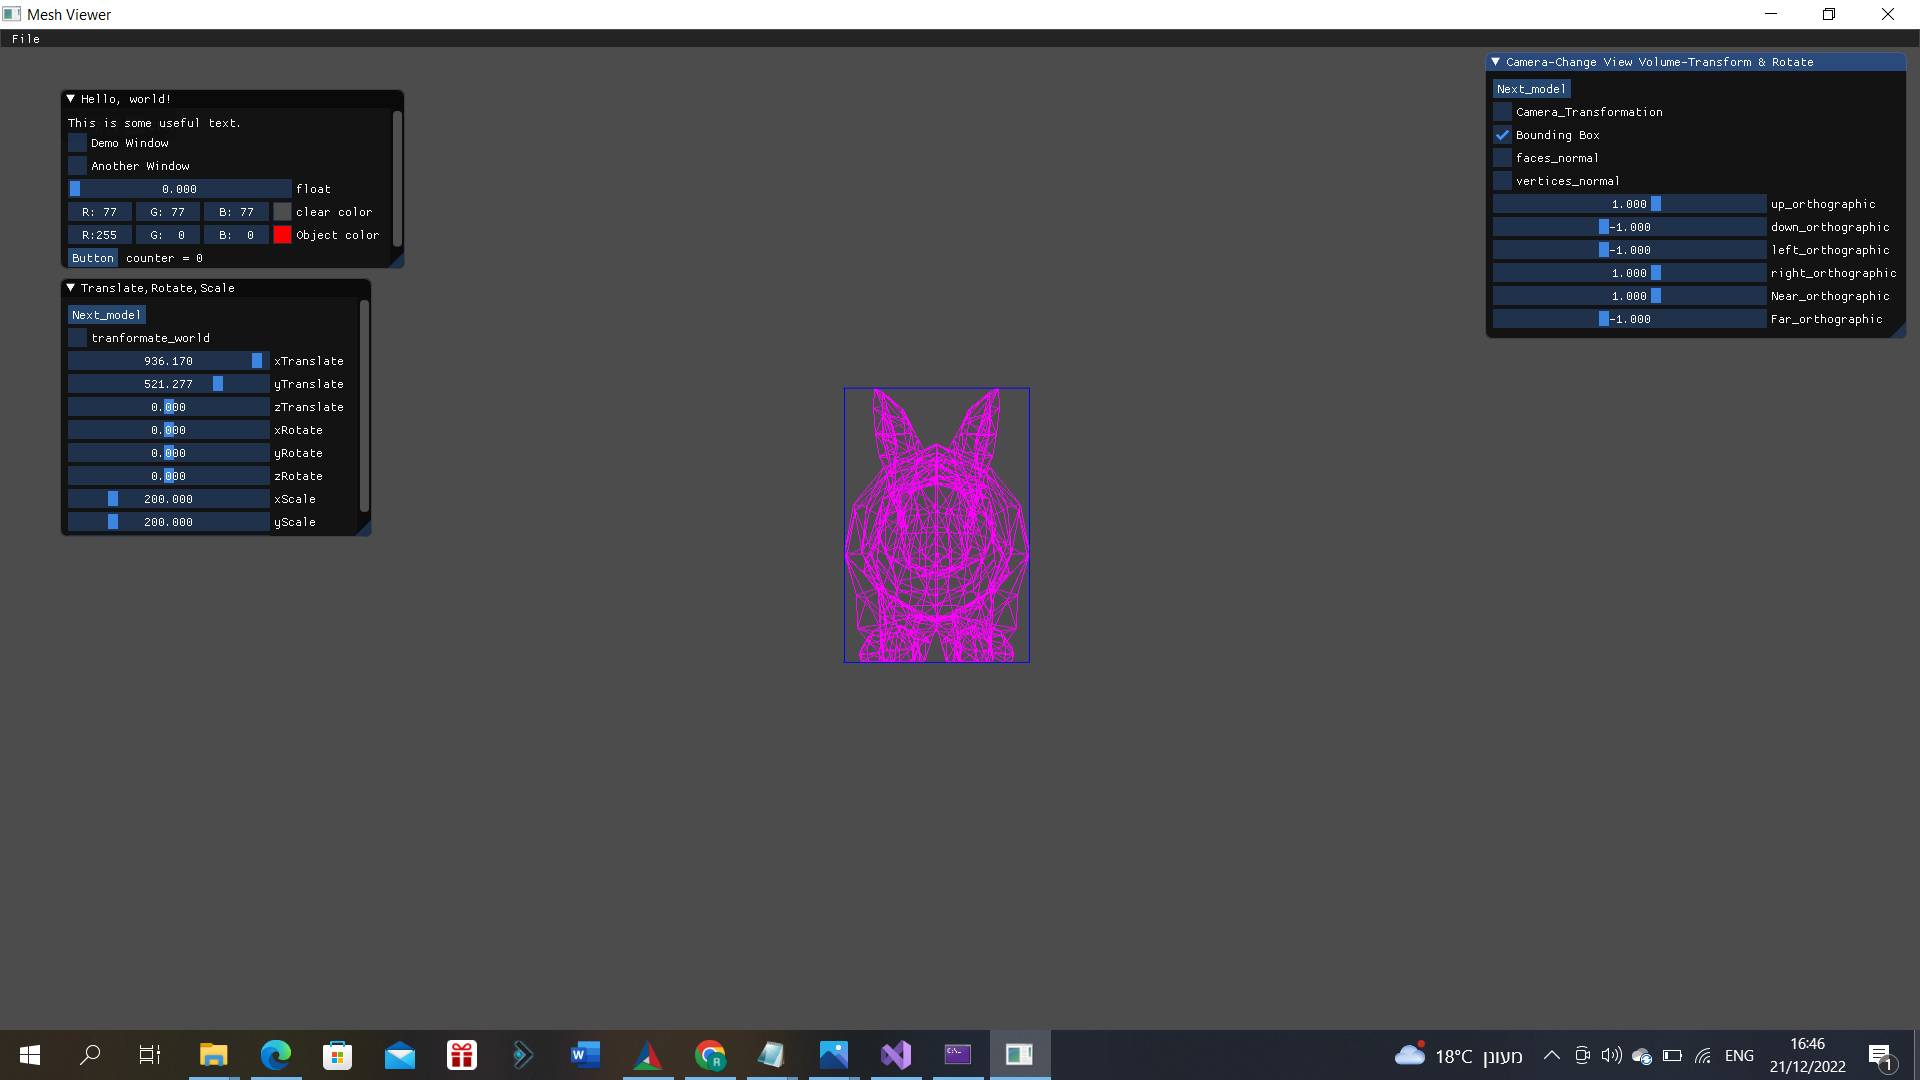 Mesh Viewer
File
Hello, world!
This is some useful text.
Demo Window
Another Window
0.000 float
R: 77 G: 77 B: 77 clear color
R:255 G: 0 B: 0 Object color
Button counter = 0
Translate,Rotate,Scale
Next_model
tranformate_world
936.170 xTranslate
521.277 yTranslate
0.000 zTranslate
0.000 xRotate
0.000 yRotate
0.000 zRotate
200.000 xScale
200.000 yScale
Camera-Change View Volume-Transform & Rotate
Next_model
Camera_Transformation
Bounding Box
faces_normal
vertices_normal
1.000 up_orthographic
-1.000 down_orthographic
-1.000 left_orthographic
1.000 right_orthographic
1.000 Near_orthographic
-1.000 Far_orthographic
18°C מעונן ENG
16:46
21/12/2022
1